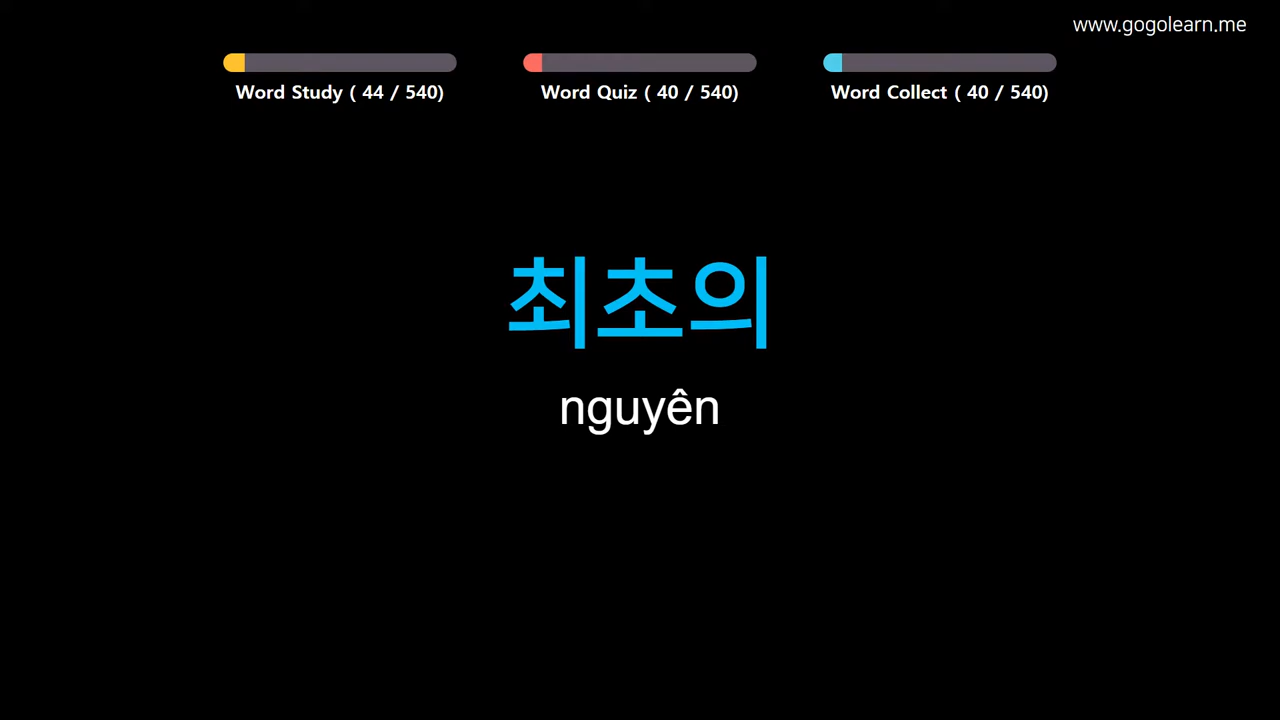 www.gogolearn.me
Word Study ( 44 / 540)
Word Quiz ( 40 / 540)
Word Collect ( 40 / 540)
최초의
nguyên